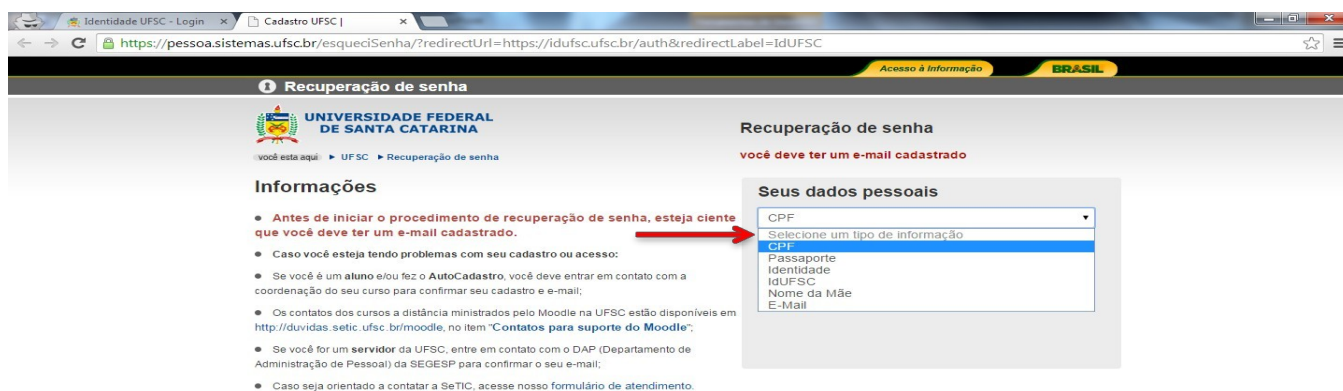 Identidade UFSC - Login
Cadastro UFSC |
https://pessoa.sistemas.ufsc.br/esqueciSenha/?redirectUrl=https://idufsc.ufsc.br/auth&redirectLabel=IdUFSC
Acesso à informação
BRASIL
Recuperação de senha
UNIVERSIDADE FEDERAL
DE SANTA CATARINA
você esta aqui ► UFSC ► Recuperação de senha
Informações
● Antes de iniciar o procedimento de recuperação de senha, esteja ciente
que você deve ter um e-mail cadastrado.
● Caso você esteja tendo problemas com seu cadastro ou acesso:
● Se você é um aluno e/ou fez o AutoCadastro, você deve entrar em contato com a
coordenação do seu curso para confirmar seu cadastro e e-mail;
● Os contatos dos cursos a distância ministrados pelo Moodle na UFSC estão disponíveis em
http://duvidas.setic.ufsc.br/moodle, no item "Contatos para suporte do Moodle";
● Se você for um servidor da UFSC, entre em contato com o DAP (Departamento de
Administração de Pessoal) da SEGESP para confirmar o seu e-mail;
● Caso seja orientado a contatar a SeTIC, acesse nosso formulário de atendimento.
Recuperação de senha
você deve ter um e-mail cadastrado
Seus dados pessoais
CPF
Selecione um tipo de informação
CPF
Passaporte
Identidade
IdUFSC
Nome da Mãe
E-Mail